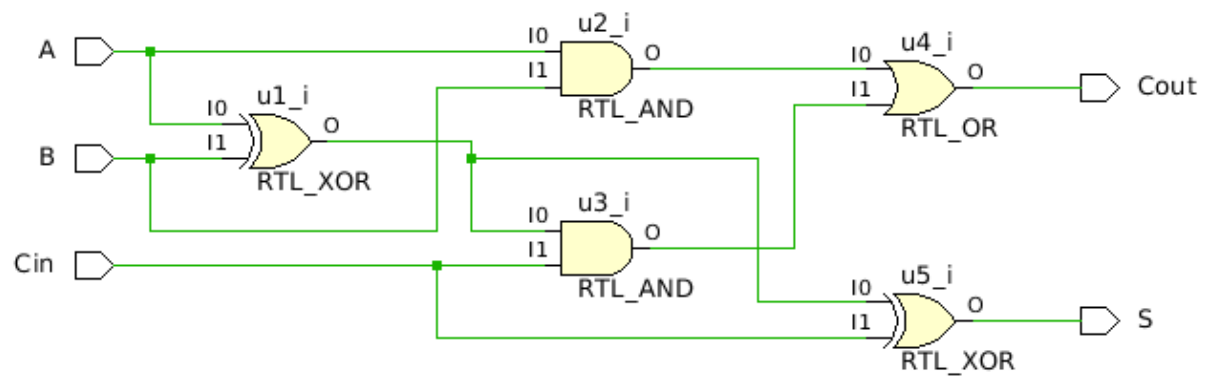 A
I0
I1
u2_i
O
RTL_AND
I0
I1
u4_i
O
RTL_OR
Cout
B
I0
I1
u1_i
O
RTL_XOR
Cin
I0
I1
u3_i
O
RTL_AND
I0
I1
u5_i
O
RTL_XOR
S